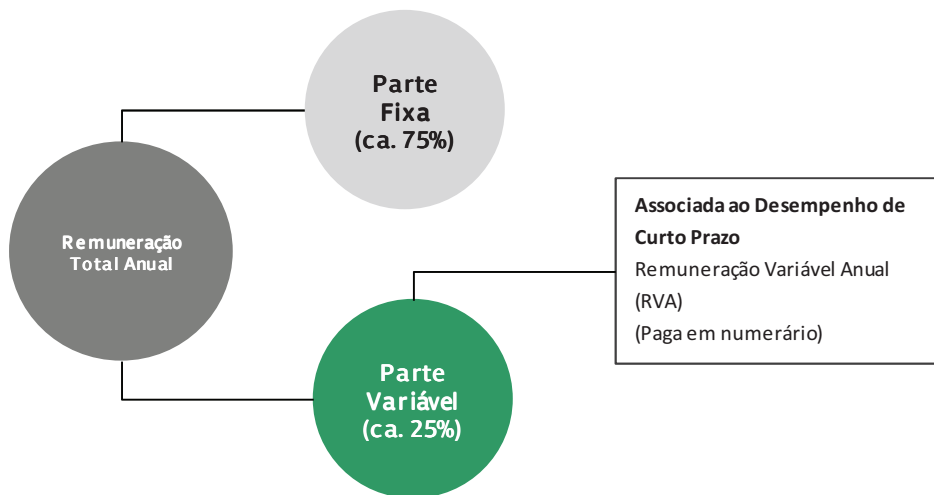 Parte
Fixa
(ca. 75%)
Remuneração
Total Anual
Associada ao Desempenho de
Curto Prazo
Remuneração Variável Anual
(RVA)
(Paga em numerário)
Parte
Variável
(ca. 25%)